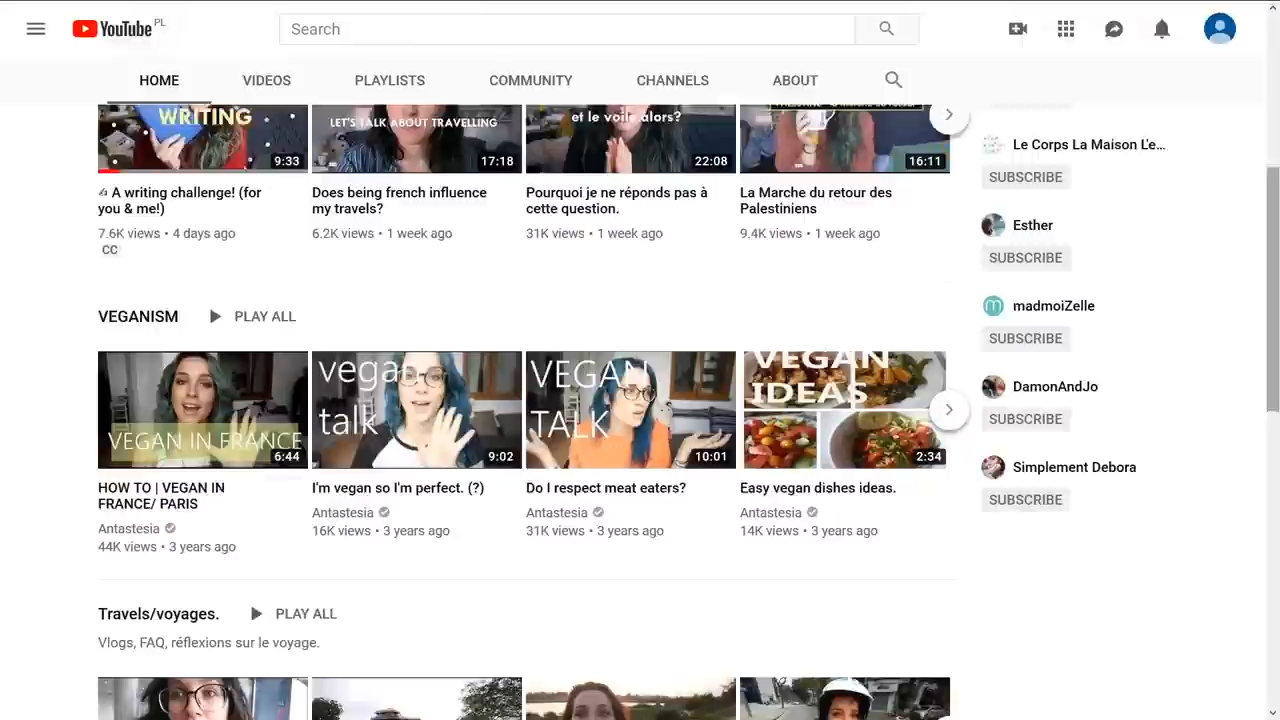 YouTube PL
Search
HOME VIDEOS PLAYLISTS COMMUNITY CHANNELS ABOUT
WRITING
9:33
LET'S TALK ABOUT TRAVELLING
17:18
et le voile alors?
22:08
16:11
✍ A writing challenge! (for
you & me!)
7.6K views • 4 days ago
CC
Does being french influence
my travels?
6.2K views • 1 week ago
Pourquoi je ne réponds pas à
cette question.
31K views • 1 week ago
La Marche du retour des
Palestiniens
9.4K views • 1 week ago
VEGANISM PLAY ALL
VEGAN IN FRANCE
6:44
vegan
talk
9:02
VEGAN
TALK
10:01
VEGAN
IDEAS
2:34
HOW TO | VEGAN IN
FRANCE/ PARIS
Antastesia
44K views • 3 years ago
I'm vegan so I'm perfect. (?)
Antastesia
16K views • 3 years ago
Do I respect meat eaters?
Antastesia
31K views • 3 years ago
Easy vegan dishes ideas.
Antastesia
14K views • 3 years ago
Travels/voyages. PLAY ALL
Vlogs, FAQ, réflexions sur le voyage.
Le Corps La Maison L'e...
SUBSCRIBE
Esther
SUBSCRIBE
madmoiZelle
SUBSCRIBE
DamonAndJo
SUBSCRIBE
Simplement Debora
SUBSCRIBE